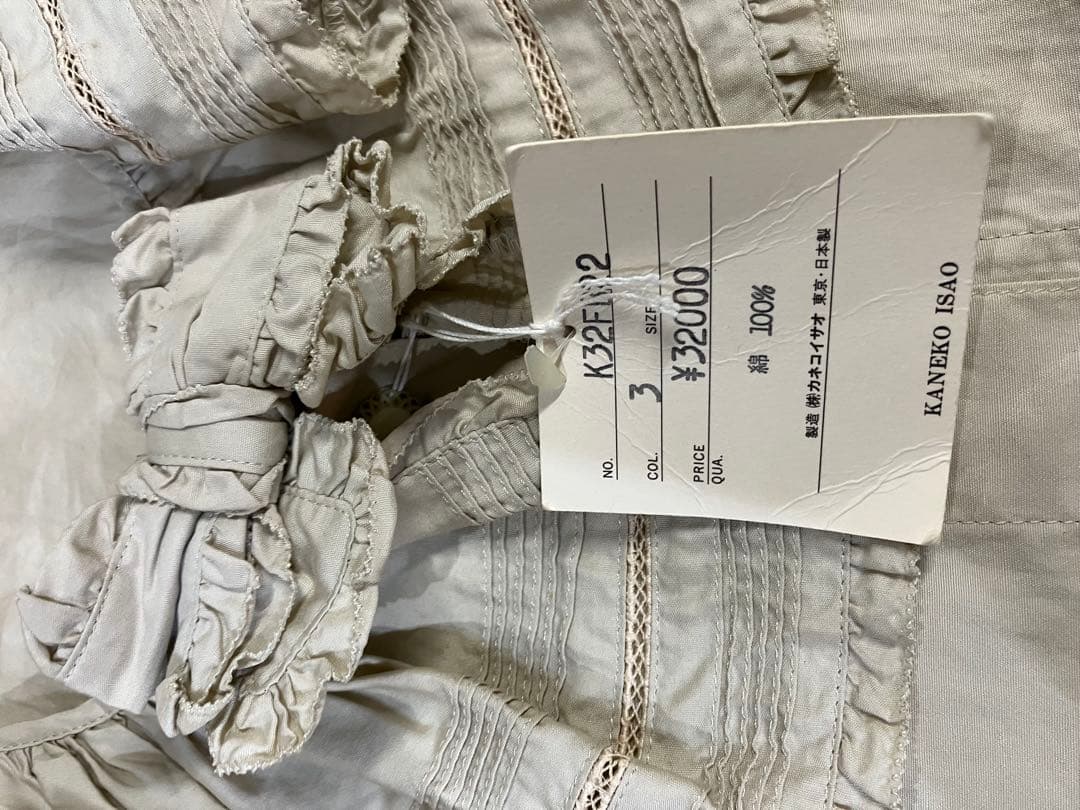 NO. K32F
COL. 3 SIZE
PRICE ¥32000
QUA.
綿 100%
製造 ㈱カネコイサオ 東京・日本製
KANEKO ISAO